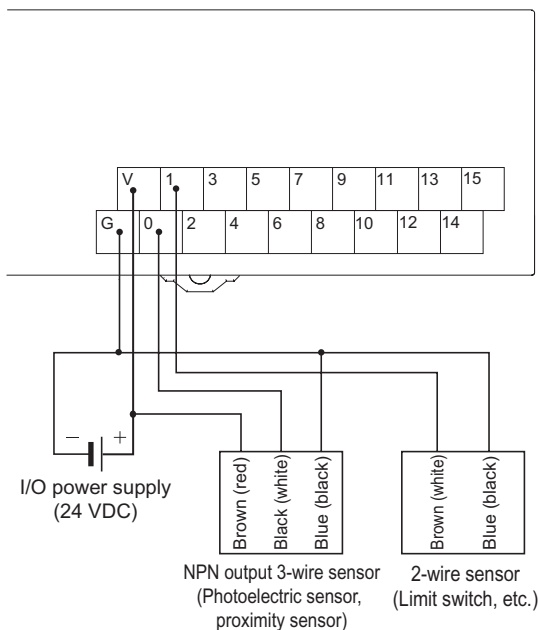 V 1 3 5 7 9 11 13 15
G 0 2 4 6 8 10 12 14
− +
I/O power supply
(24 VDC)
Brown (red)
Black (white)
Blue (black)
Brown (white)
Blue (black)
NPN output 3-wire sensor
(Photoelectric sensor,
proximity sensor)
2-wire sensor
(Limit switch, etc.)